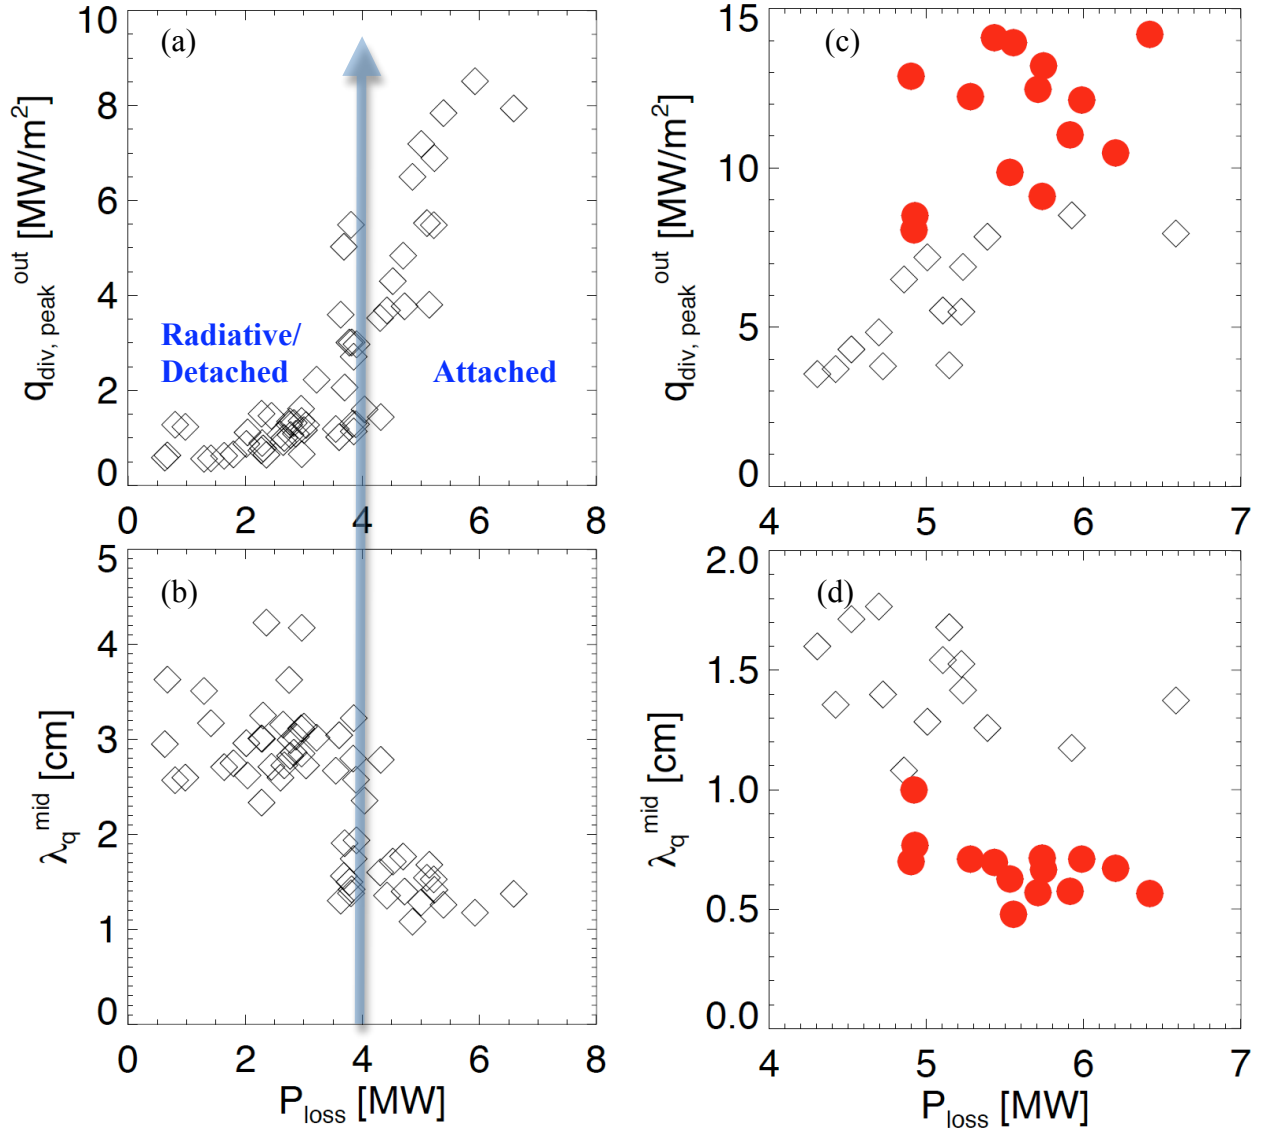 (a)
10
8
6
4
2
0
q_div, peak^out [MW/m^2]
Radiative/
Detached
Attached
0 2 4 6 8
(c)
15
10
5
0
q_div, peak^out [MW/m^2]
4 5 6 7
(b)
5
4
3
2
1
0
λ_q^mid [cm]
0 2 4 6 8
P_loss [MW]
(d)
2.0
1.5
1.0
0.5
0.0
λ_q^mid [cm]
4 5 6 7
P_loss [MW]